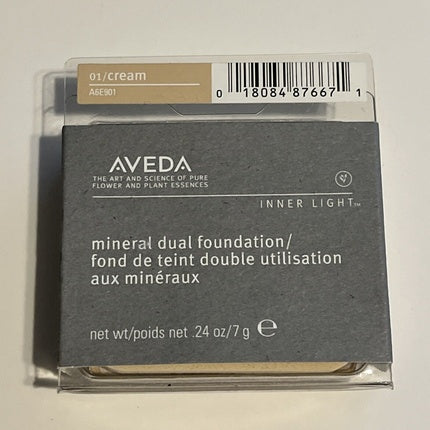 01/cream
A6E901
0 18084 87667 1
AVEDA
THE ART AND SCIENCE OF PURE
FLOWER AND PLANT ESSENCES
INNER LIGHT™
mineral dual foundation/
fond de teint double utilisation
aux minéraux
net wt/poids net .24 oz/7 g ℮